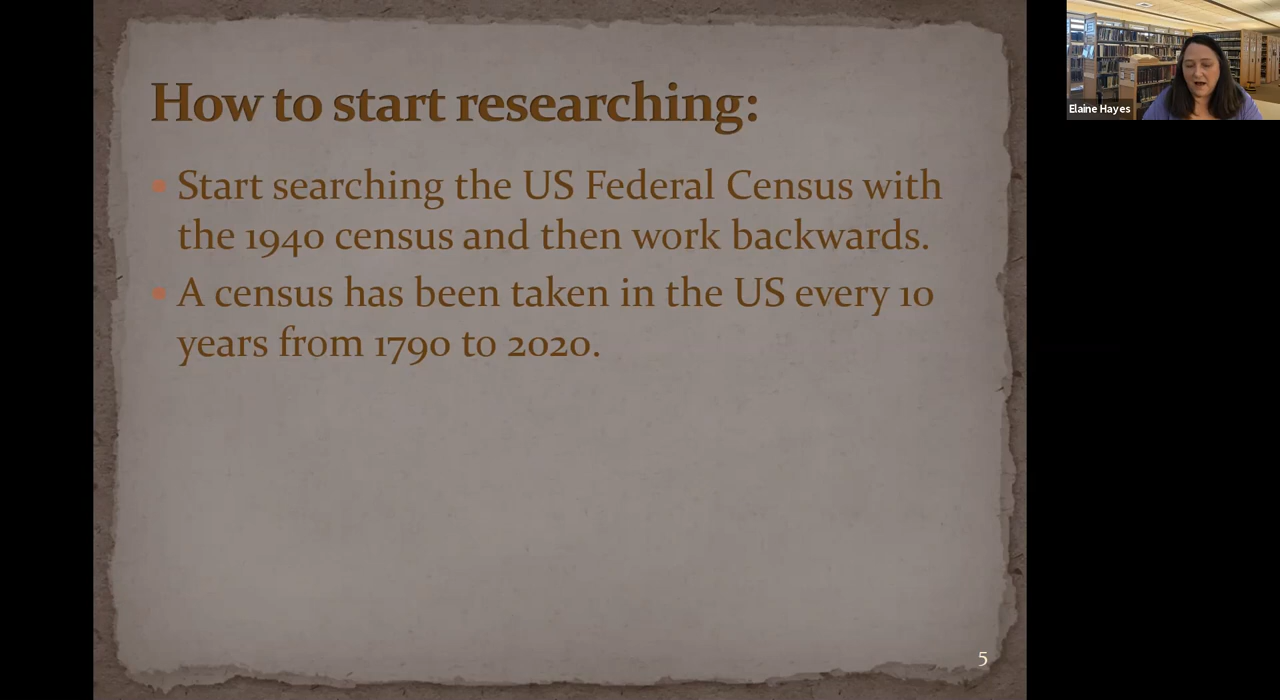 How to start researching:
Start searching the US Federal Census with
the 1940 census and then work backwards.
A census has been taken in the US every 10
years from 1790 to 2020.
5
Elaine Hayes